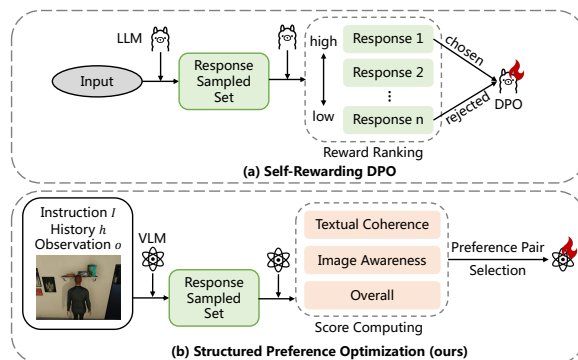 LLM
Input
Response
Sampled
Set
high
low
Response 1
Response 2
⋮
Response n
Reward Ranking
chosen
rejected
DPO
(a) Self-Rewarding DPO
Instruction I
History h
Observation o
VLM
Response
Sampled
Set
Textual Coherence
Image Awareness
Overall
Score Computing
Preference Pair
Selection
(b) Structured Preference Optimization (ours)